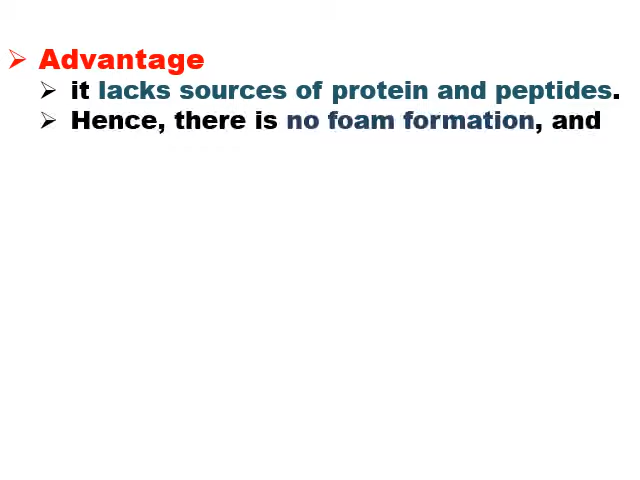 Advantage
it lacks sources of protein and peptides.
Hence, there is no foam formation, and